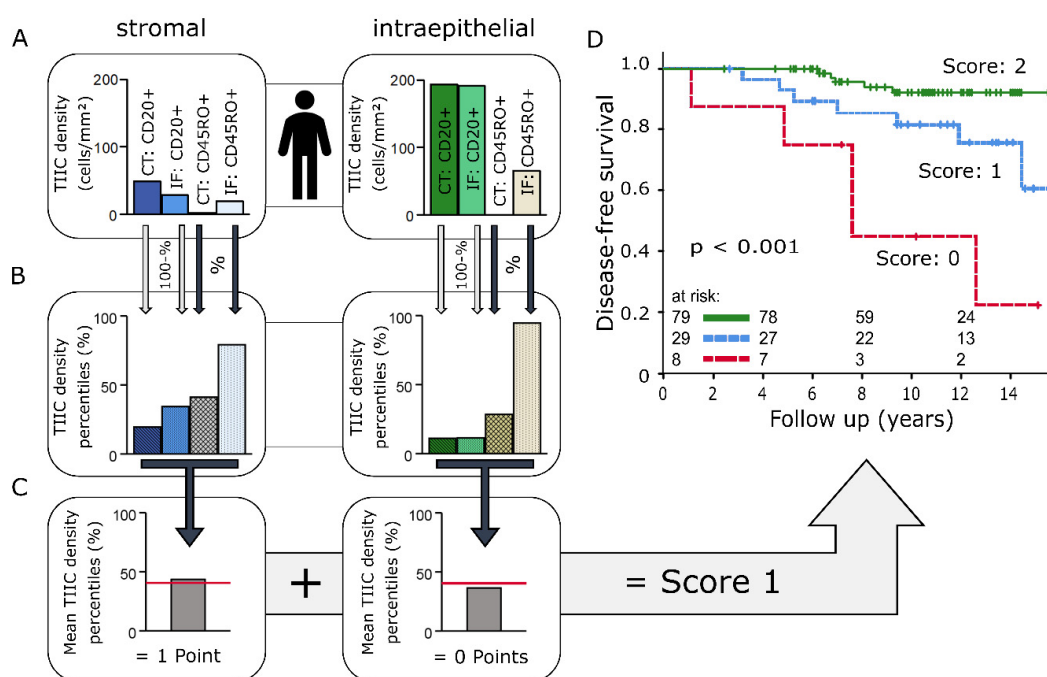 A
stromal
intraepithelial
D
TIIC density
(cells/mm²)
200
100
0
CT: CD20+
IF: CD20+
CT: CD45RO+
IF: CD45RO+
TIIC density
(cells/mm²)
200
100
0
CT: CD20+
IF: CD20+
CT: CD45RO+
IF: CD45RO+
100-%
%
100-%
%
B
TIIC density
percentiles (%)
100
50
0
TIIC density
percentiles (%)
100
50
0
C
Mean TIIC density
percentiles (%)
100
50
0
= 1 Point
+
Mean TIIC density
percentiles (%)
100
50
0
= 0 Points
= Score 1
Disease-free survival
1.0
0.8
0.6
0.4
0.2
0
Score: 2
Score: 1
Score: 0
p < 0.001
at risk:
79 78 59 24
29 27 22 13
8 7 3 2
0 2 4 6 8 10 12 14
Follow up (years)